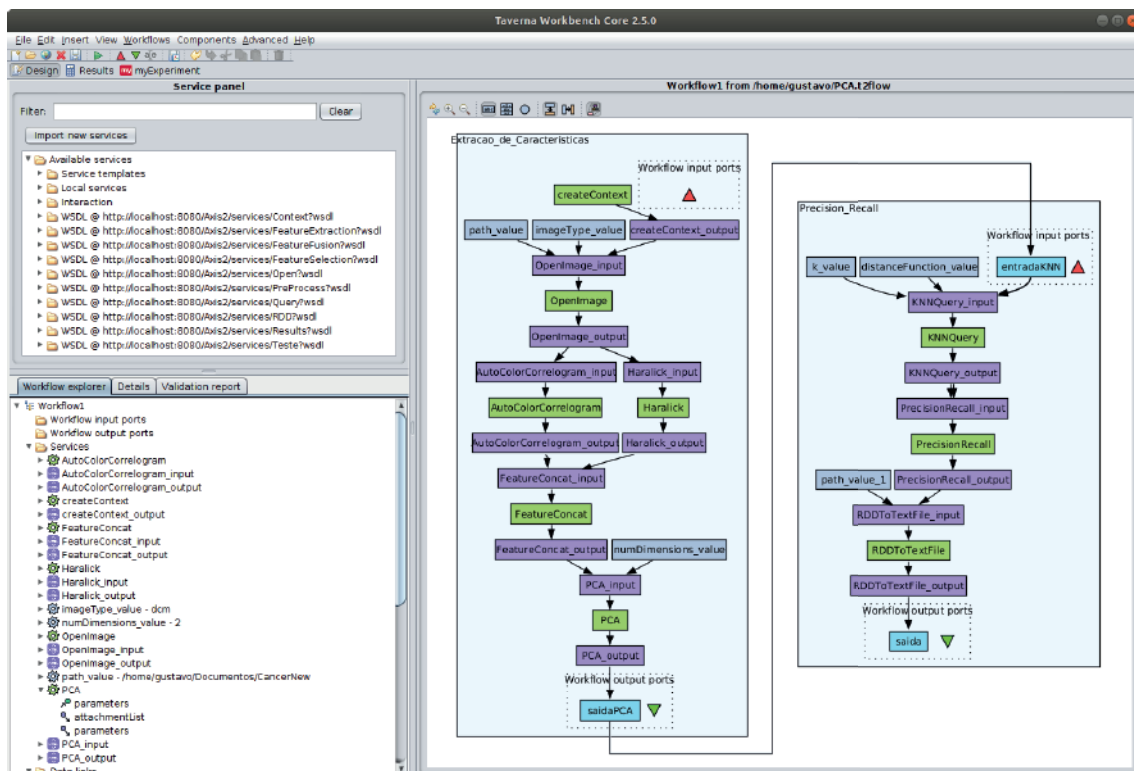 Taverna Workbench Core 2.5.0
File Edit Insert View Workflows Components Advanced Help
Design Results my myExperiment
Service panel
Filter: Clear
Import new services
Available services
Service templates
Local services
Interaction
WSDL @ http://localhost:8080/Axis2/services/Context?wsdl
WSDL @ http://localhost:8080/Axis2/services/FeatureExtraction?wsdl
WSDL @ http://localhost:8080/Axis2/services/FeatureFusion?wsdl
WSDL @ http://localhost:8080/Axis2/services/FeatureSelection?wsdl
WSDL @ http://localhost:8080/Axis2/services/Open?wsdl
WSDL @ http://localhost:8080/Axis2/services/PreProcess?wsdl
WSDL @ http://localhost:8080/Axis2/services/Query?wsdl
WSDL @ http://localhost:8080/Axis2/services/RDD?wsdl
WSDL @ http://localhost:8080/Axis2/services/Results?wsdl
WSDL @ http://localhost:8080/Axis2/services/Teste?wsdl
Workflow explorer Details Validation report
Workflow1
Workflow input ports
Workflow output ports
Services
AutoColorCorrelogram
AutoColorCorrelogram_input
AutoColorCorrelogram_output
createContext
createContext_output
FeatureConcat
FeatureConcat_input
FeatureConcat_output
Haralick
Haralick_input
Haralick_output
imageType_value - dcm
numDimensions_value - 2
OpenImage
OpenImage_input
OpenImage_output
path_value - /home/gustavo/Documentos/CancerNew
PCA
parameters
attachmentList
parameters
PCA_input
PCA_output
Data links
Workflow1 from /home/gustavo/PCA.t2flow
Extracao_de_Caracteristicas
Workflow input ports
createContext
path_value imageType_value createContext_output
OpenImage_input
OpenImage
OpenImage_output
AutoColorCorrelogram_input Haralick_input
AutoColorCorrelogram Haralick
AutoColorCorrelogram_output Haralick_output
FeatureConcat_input
FeatureConcat
FeatureConcat_output numDimensions_value
PCA_input
PCA
PCA_output
Workflow output ports
saidaPCA
Precision_Recall
Workflow input ports
k_value distanceFunction_value entradaKNN
KNNQuery_input
KNNQuery
KNNQuery_output
PrecisionRecall_input
PrecisionRecall
path_value_1 PrecisionRecall_output
RDDToTextFile_input
RDDToTextFile
RDDToTextFile_output
Workflow output ports
saida